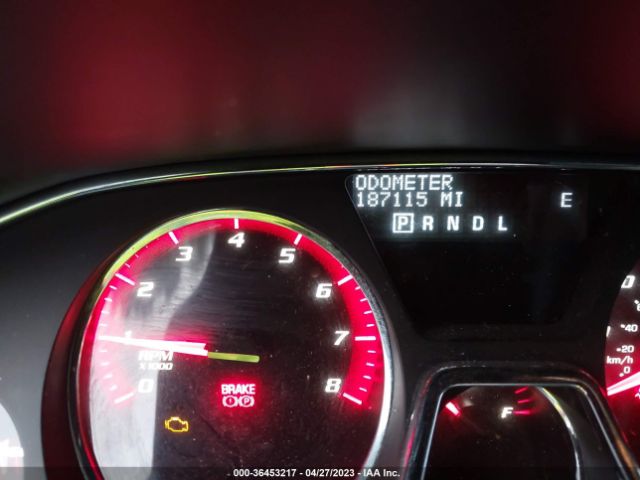 ODOMETER
187115 MI E
P R N D L
0 1 2 3 4 5 6 7 8
RPM
X1000
BRAKE
P
F
40
20
km/h
0
000-36453217 - 04/27/2023 - IAA Inc.